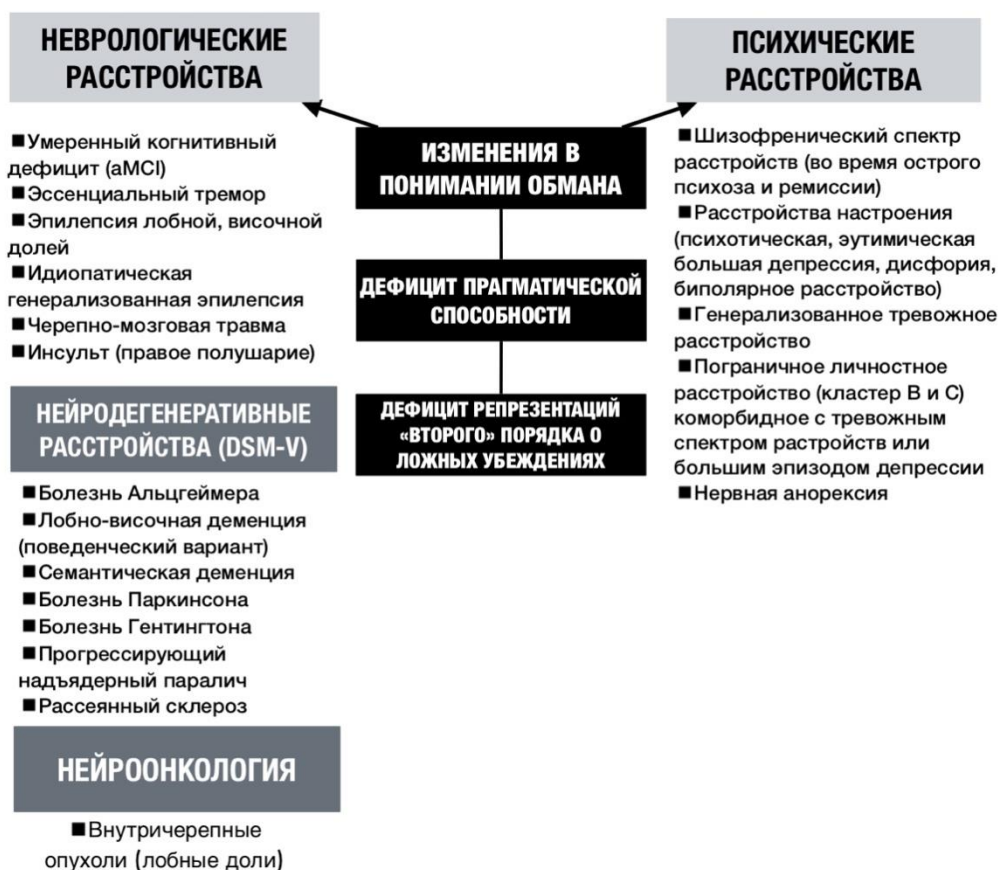 НЕВРОЛОГИЧЕСКИЕ
РАССТРОЙСТВА
■Умеренный когнитивный
дефицит (aMCI)
■Эссенциальный тремор
■Эпилепсия лобной, височной
долей
■Идиопатическая
генерализованная эпилепсия
■Черепно-мозговая травма
■Инсульт (правое полушарие)
НЕЙРОДЕГЕНЕРАТИВНЫЕ
РАССТРОЙСТВА (DSM-V)
■Болезнь Альцгеймера
■Лобно-височная деменция
(поведенческий вариант)
■Семантическая деменция
■Болезнь Паркинсона
■Болезнь Гентингтона
■Прогрессирующий
надъядерный паралич
■Рассеянный склероз
НЕЙРООНКОЛОГИЯ
■Внутричерепные
опухоли (лобные доли)
ИЗМЕНЕНИЯ В
ПОНИМАНИИ ОБМАНА
ДЕФИЦИТ ПРАГМАТИЧЕСКОЙ
СПОСОБНОСТИ
ДЕФИЦИТ РЕПРЕЗЕНТАЦИЙ
«ВТОРОГО» ПОРЯДКА О
ЛОЖНЫХ УБЕЖДЕНИЯХ
ПСИХИЧЕСКИЕ
РАССТРОЙСТВА
■Шизофренический спектр
расстройств (во время острого
психоза и ремиссии)
■Расстройства настроения
(психотическая, эутимическая
большая депрессия, дисфория,
биполярное расстройство)
■Генерализованное тревожное
расстройство
■Пограничное личностное
расстройство (кластер В и С)
коморбидное с тревожным
спектром растройств или
большим эпизодом депрессии
■Нервная анорексия